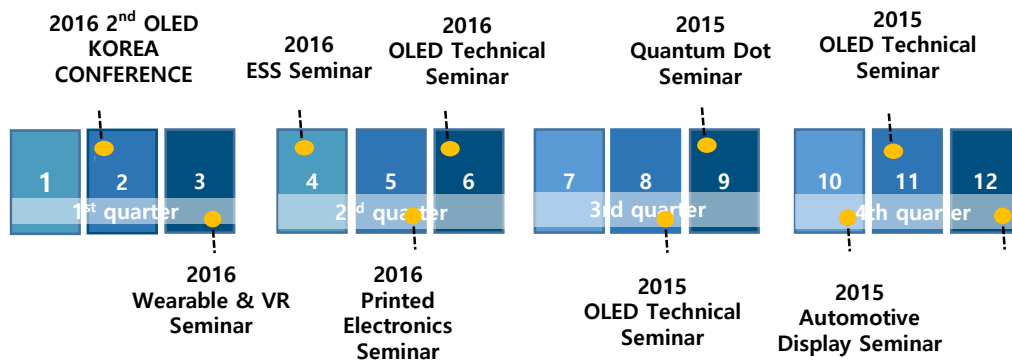 2016 2nd OLED
KOREA
CONFERENCE
2016
ESS Seminar
2016
OLED Technical
Seminar
2015
Quantum Dot
Seminar
2015
OLED Technical
Seminar
1
2
3
1st quarter
4
5
6
2nd quarter
7
8
9
3rd quarter
10
11
12
4th quarter
2016
Wearable & VR
Seminar
2016
Printed
Electronics
Seminar
2015
OLED Technical
Seminar
2015
Automotive
Display Seminar